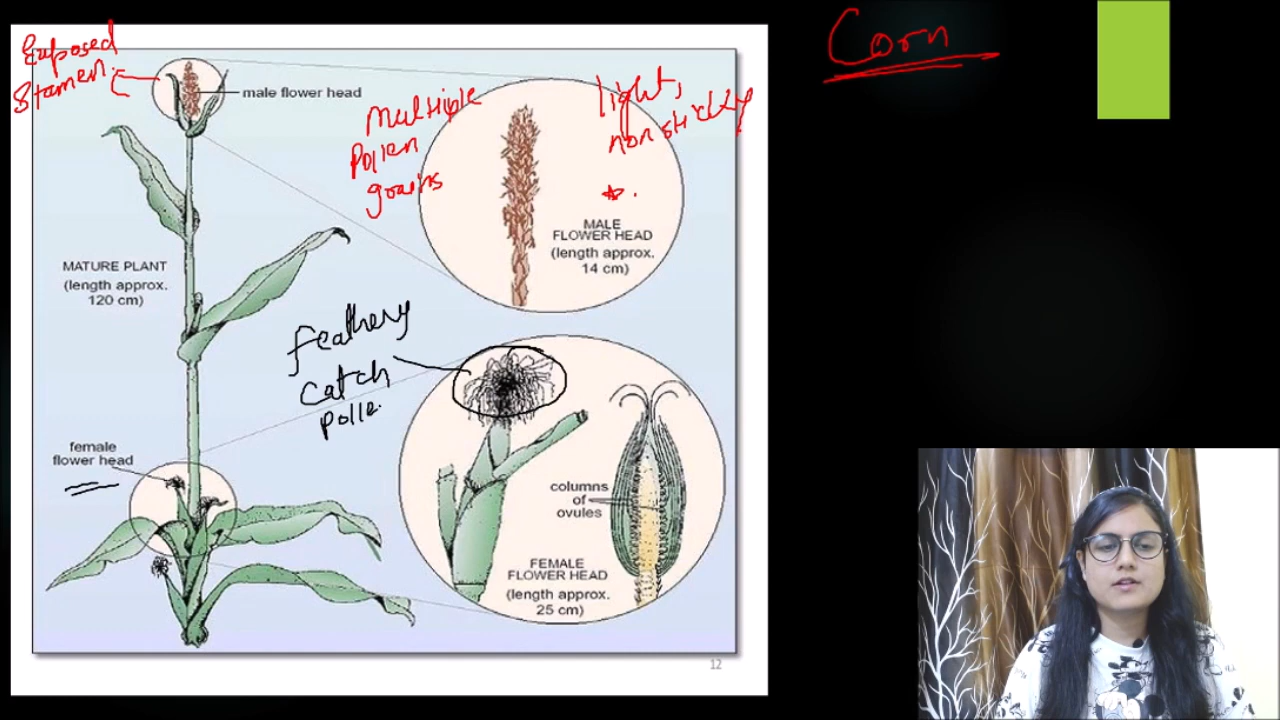 Corn
Exposed
Stamen.
male flower head
Multiple
Pollen
grains
light,
non sticky
MALE
FLOWER HEAD
(length approx.
14 cm)
MATURE PLANT
(length approx.
120 cm)
Feathery
Catch
Polle.
female
flower head
columns
of
ovules
FEMALE
FLOWER HEAD
(length approx.
25 cm)
12